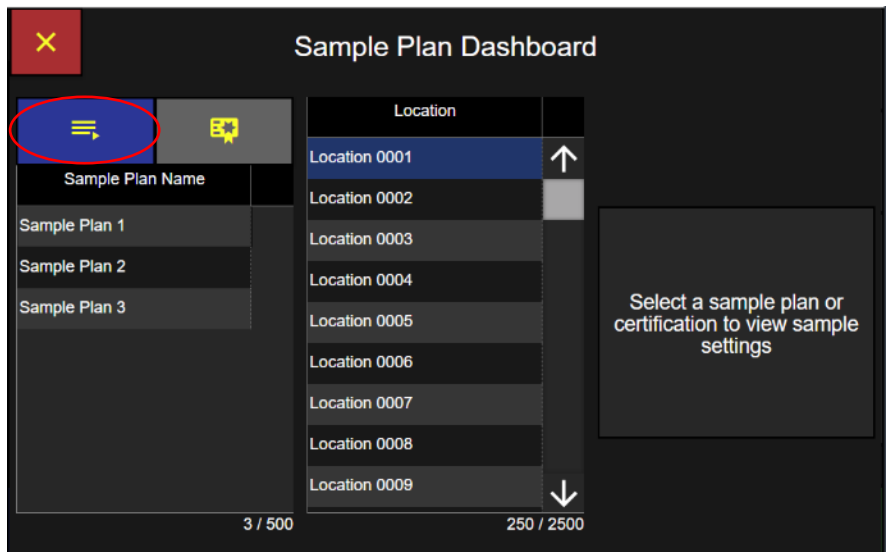 Sample Plan Dashboard
Sample Plan Name
Sample Plan 1
Sample Plan 2
Sample Plan 3
3 / 500
Location
Location 0001
Location 0002
Location 0003
Location 0004
Location 0005
Location 0006
Location 0007
Location 0008
Location 0009
250 / 2500
Select a sample plan or
certification to view sample
settings